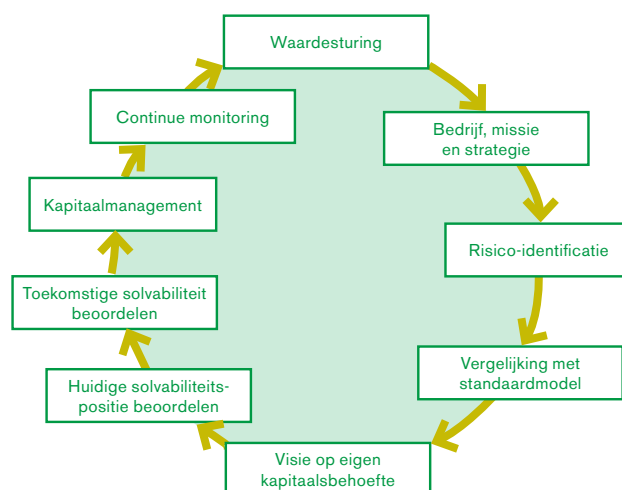 Waardesturing
Bedrijf, missie
en strategie
Risico-identificatie
Vergelijking met
standaardmodel
Visie op eigen
kapitaalsbehoefte
Huidige solvabiliteits-
positie beoordelen
Toekomstige solvabiliteit
beoordelen
Kapitaalmanagement
Continue monitoring